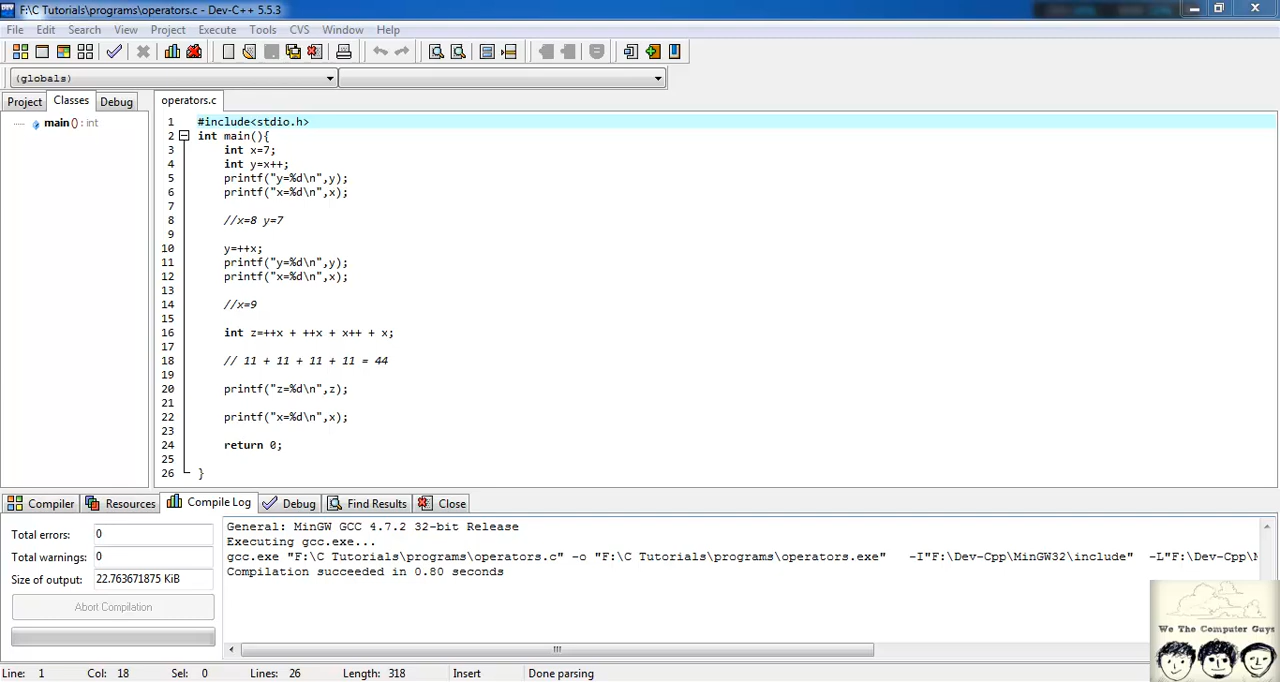 F:\C Tutorials\programs\operators.c - Dev-C++ 5.5.3
File Edit Search View Project Execute Tools CVS Window Help
(globals)
Project Classes Debug
main () : int
operators.c
1 #include<stdio.h>
2 int main(){
3 int x=7;
4 int y=x++;
5 printf("y=%d\n",y);
6 printf("x=%d\n",x);
7
8 //x=8 y=7
9
10 y=++x;
11 printf("y=%d\n",y);
12 printf("x=%d\n",x);
13
14 //x=9
15
16 int z=++x + ++x + x++ + x;
17
18 // 11 + 11 + 11 + 11 = 44
19
20 printf("z=%d\n",z);
21
22 printf("x=%d\n",x);
23
24 return 0;
25
26 }
Compiler Resources Compile Log Debug Find Results Close
Total errors: 0
Total warnings: 0
Size of output: 22.763671875 KiB
Abort Compilation
General: MinGW GCC 4.7.2 32-bit Release
Executing gcc.exe...
gcc.exe "F:\C Tutorials\programs\operators.c" -o "F:\C Tutorials\programs\operators.exe" -I"F:\Dev-Cpp\MinGW32\include" -L"F:\Dev-Cpp\M
Compilation succeeded in 0.80 seconds
We The Computer Guys
Line: 1 Col: 18 Sel: 0 Lines: 26 Length: 318 Insert Done parsing